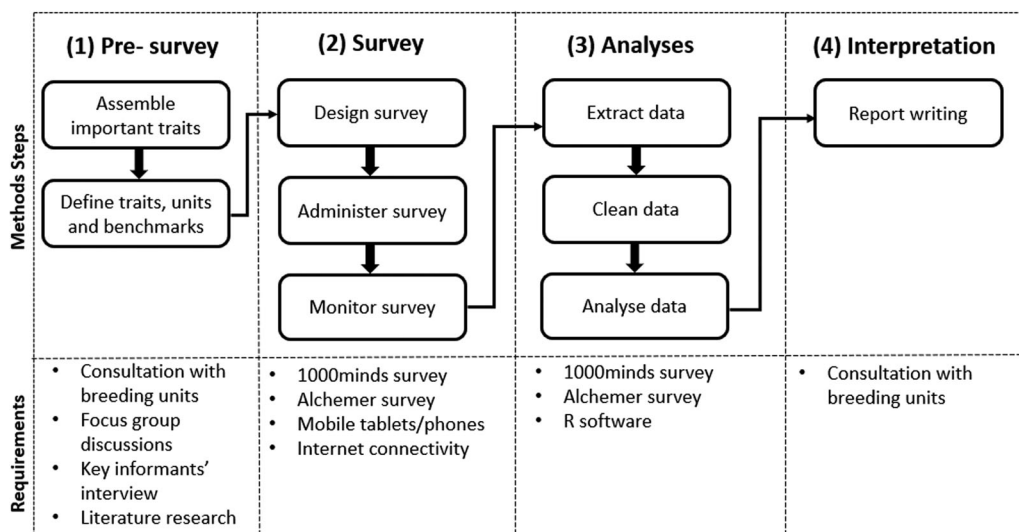 (1) Pre- survey
(2) Survey
(3) Analyses
(4) Interpretation
Methods Steps
Assemble
important traits
Define traits, units
and benchmarks
Design survey
Administer survey
Monitor survey
Extract data
Clean data
Analyse data
Report writing
Requirements
• Consultation with
breeding units
• Focus group
discussions
• Key informants'
interview
• Literature research
• 1000minds survey
• Alchemer survey
• Mobile tablets/phones
• Internet connectivity
• 1000minds survey
• Alchemer survey
• R software
• Consultation with
breeding units